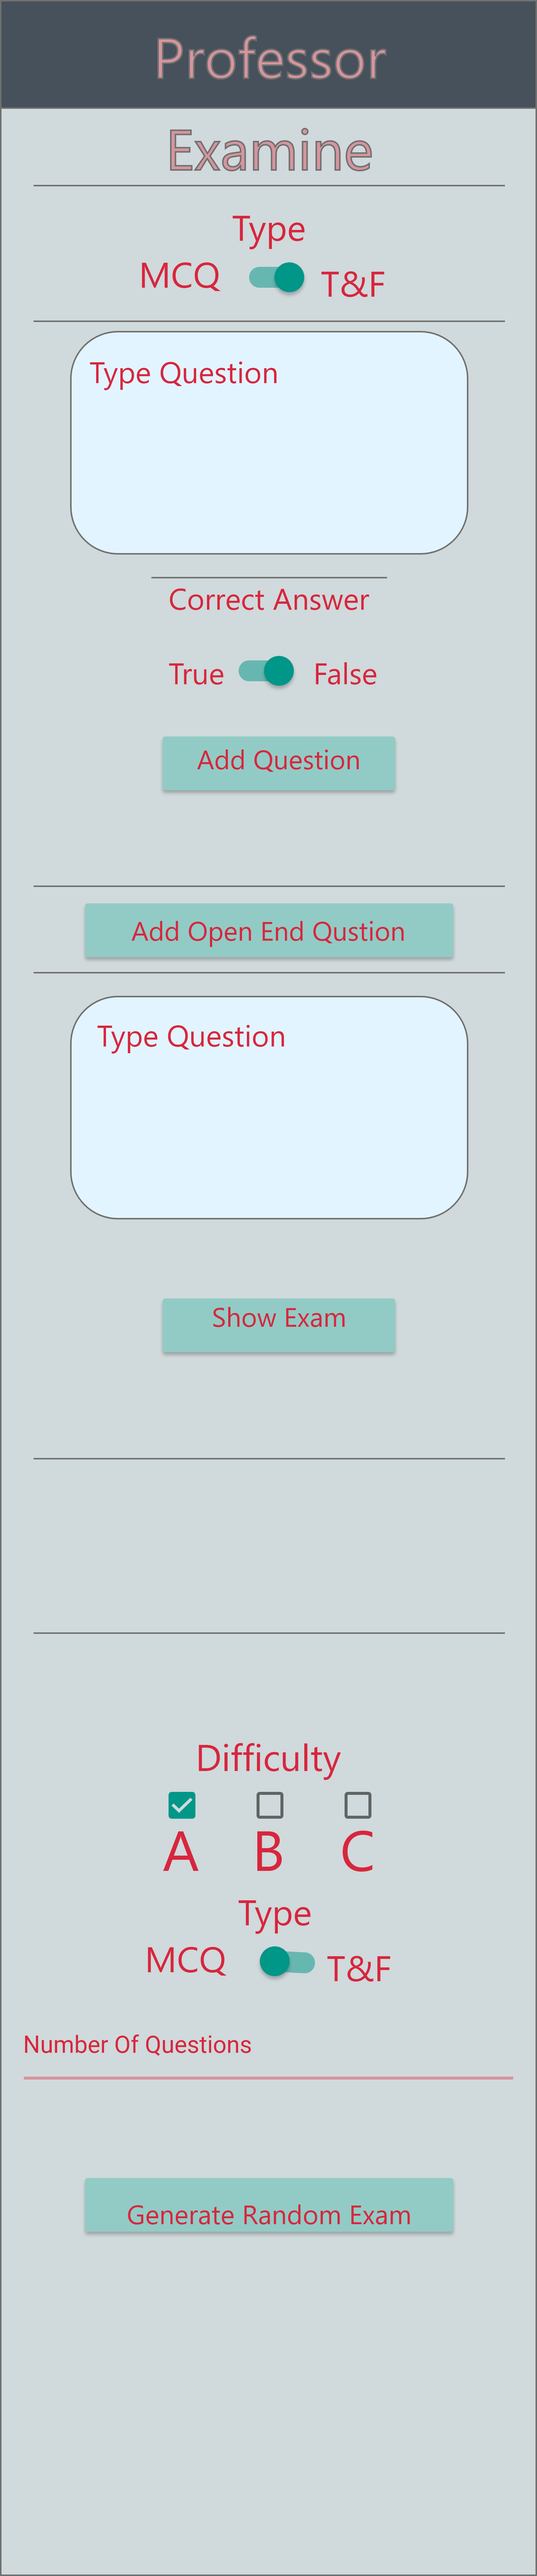 Professor
Examine
Type
MCQ T&F
Type Question
Correct Answer
True False
Add Question
Add Open End Qustion
Type Question
Show Exam
Difficulty
A B C
Type
MCQ T&F
Number Of Questions
Generate Random Exam